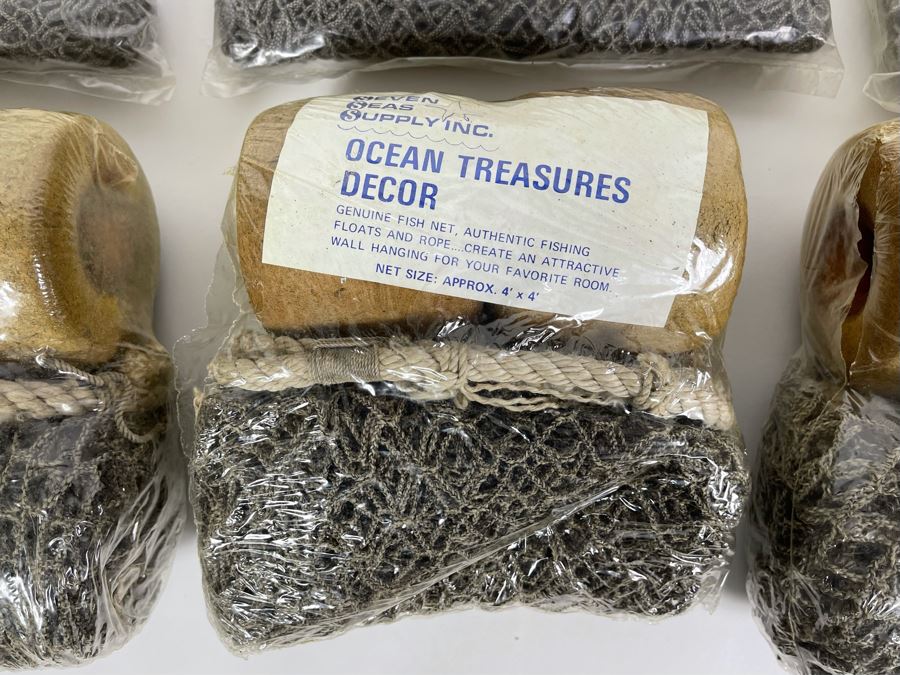 SEVEN
SEAS
SUPPLY INC.
OCEAN TREASURES
DECOR
GENUINE FISH NET, AUTHENTIC FISHING
FLOATS AND ROPE....CREATE AN ATTRACTIVE
WALL HANGING FOR YOUR FAVORITE ROOM.
NET SIZE: APPROX. 4' x 4'